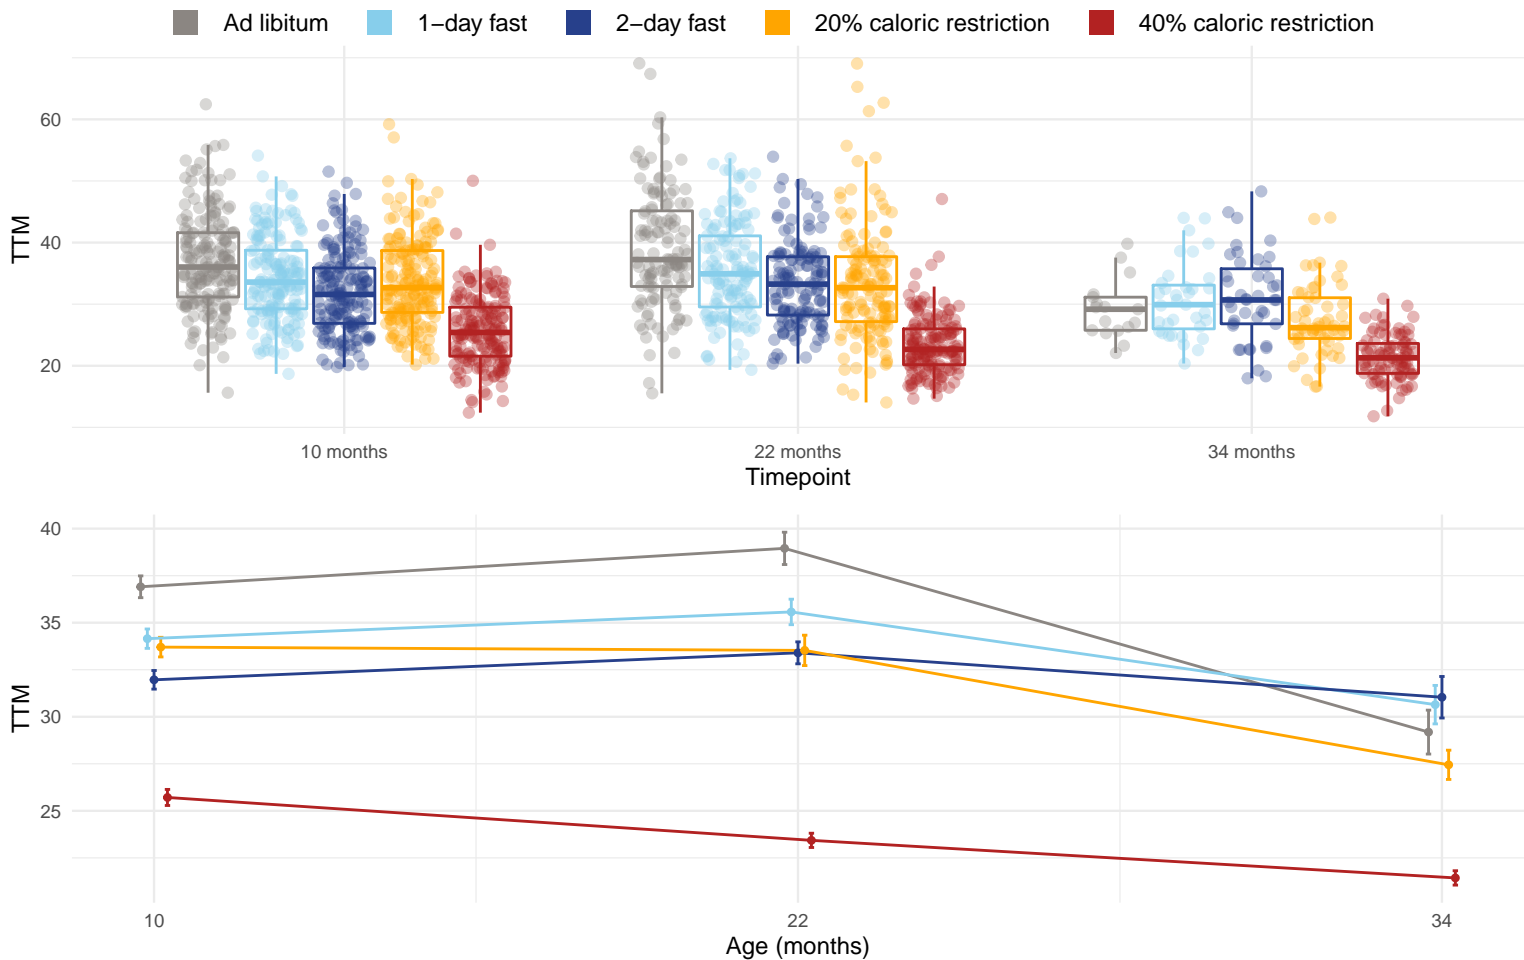 Ad libitum 1−day fast 2−day fast 20% caloric restriction 40% caloric restriction
60
40
20
TTM
10 months 22 months 34 months
Timepoint
40
35
30
25
TTM
10 22 34
Age (months)